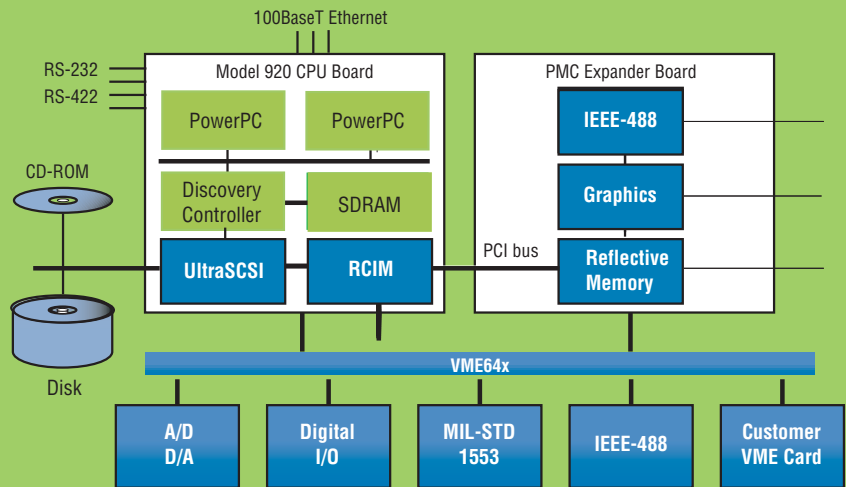 100BaseT Ethernet
RS-232
RS-422
Model 920 CPU Board
PMC Expander Board
PowerPC
PowerPC
IEEE-488
CD-ROM
Discovery
Controller
SDRAM
Graphics
UltraSCSI
RCIM
PCI bus
Reflective
Memory
Disk
VME64x
A/D
D/A
Digital
I/O
MIL-STD
1553
IEEE-488
Customer
VME Card